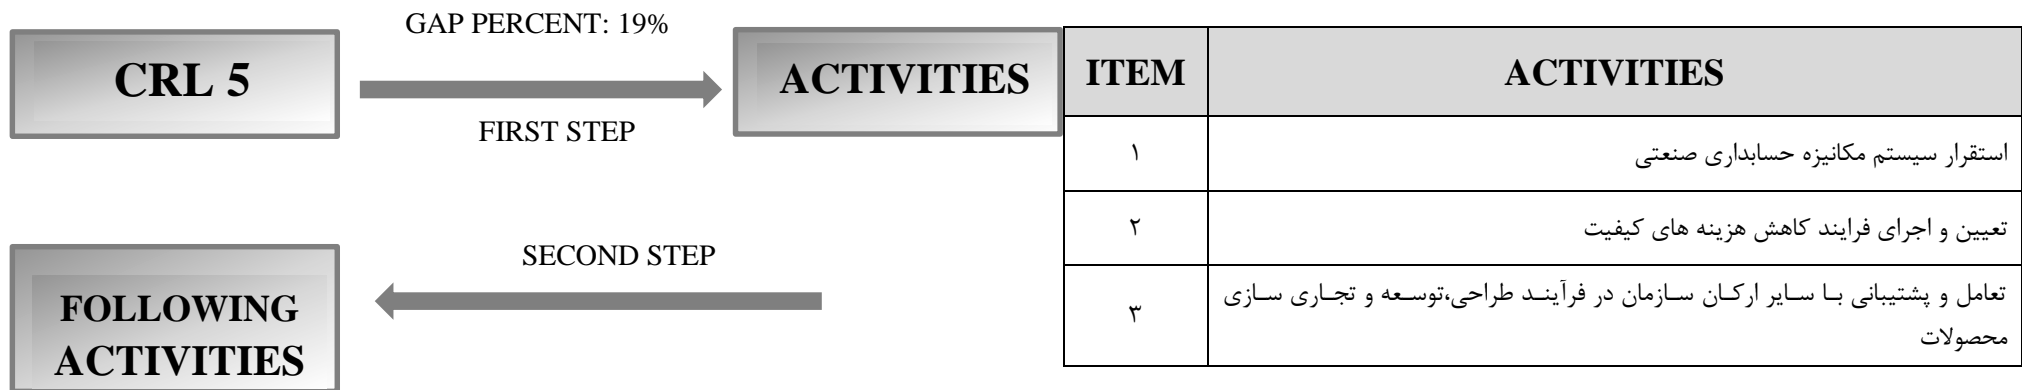 GAP PERCENT: 19%
CRL 5
FIRST STEP
ACTIVITIES
SECOND STEP
FOLLOWING
ACTIVITIES
ITEM ACTIVITIES
۱ استقرار سیستم مکانیزه حسابداری صنعتی
۲ تعیین و اجرای فرایند کاهش هزینه های کیفیت
۳ تعامل و پشتیبانی با سایر ارکان سازمان در فرآیند طراحی،توسعه و تجاری سازی
محصولات